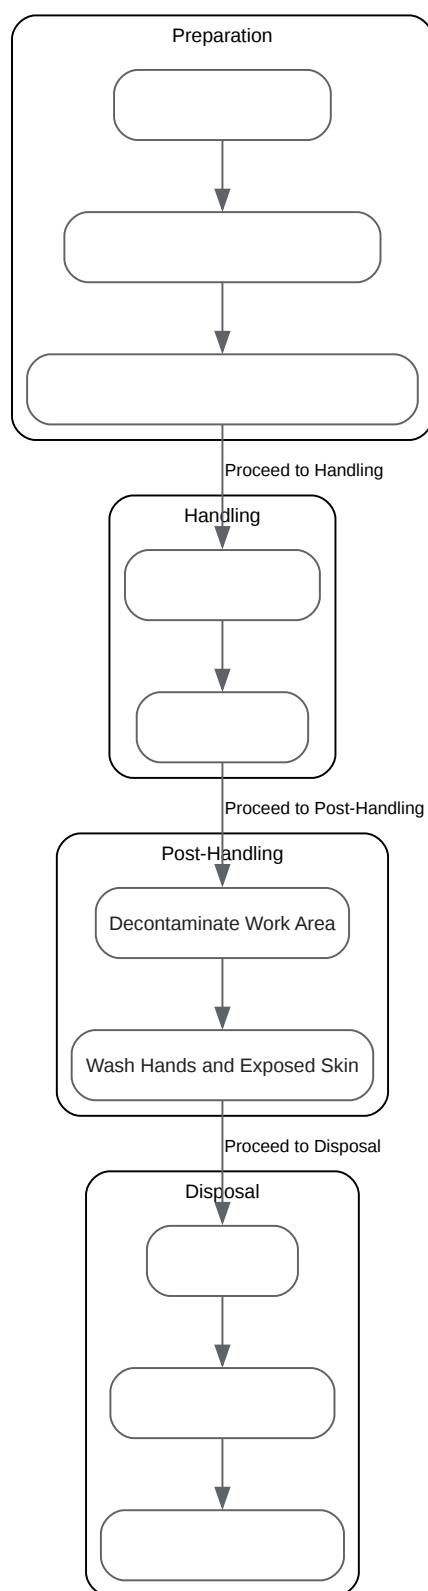 Preparation
Proceed to Handling
Handling
Proceed to Post-Handling
Post-Handling
Decontaminate Work Area
Wash Hands and Exposed Skin
Proceed to Disposal
Disposal